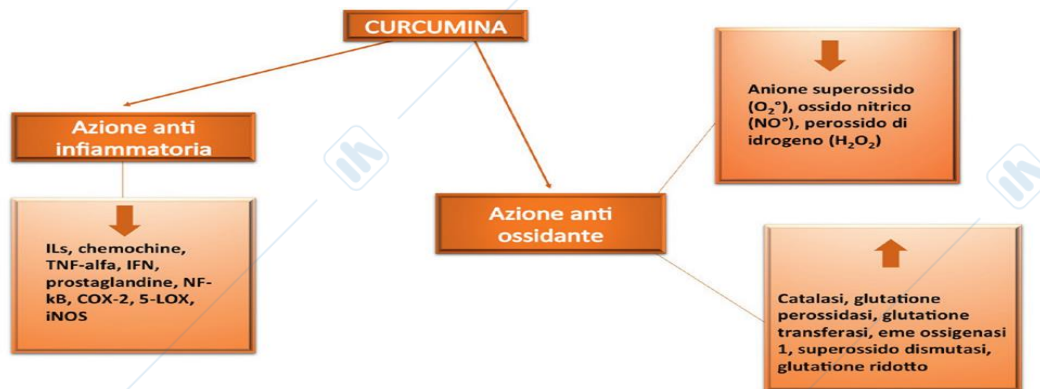 CURCUMINA
Azione anti
infiammatoria
ILs, chemochine,
TNF-alfa, IFN,
prostaglandine, NF-
kB, COX-2, 5-LOX,
iNOS
Azione anti
ossidante
Anione superossido
(O₂°), ossido nitrico
(NO°), perossido di
idrogeno (H₂O₂)
Catalasi, glutatione
perossidasi, glutatione
transferasi, eme ossigenasi
1, superossido dismutasi,
glutatione ridotto